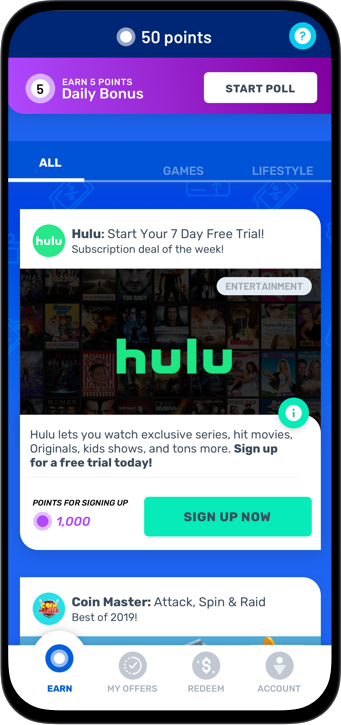 50 points
?
EARN 5 POINTS
5
Daily Bonus
START POLL
ALL
GAMES
LIFESTYLE
hulu
Hulu: Start Your 7 Day Free Trial!
Subscription deal of the week!
ENTERTAINMENT
hulu
i
Hulu lets you watch exclusive series, hit movies,
Originals, kids shows, and tons more. Sign up
for a free trial today!
POINTS FOR SIGNING UP
1,000
SIGN UP NOW
Coin Master: Attack, Spin & Raid
Best of 2019!
EARN
MY OFFERS
REDEEM
ACCOUNT